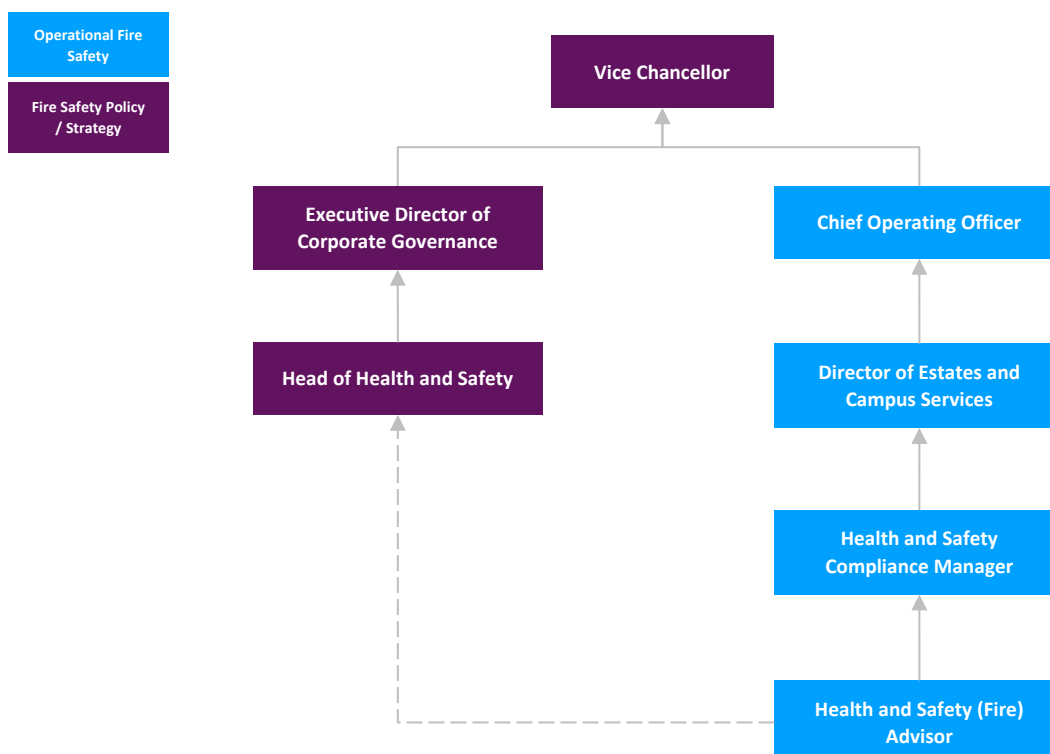 Operational Fire
Safety
Fire Safety Policy
/ Strategy
Vice Chancellor
Executive Director of
Corporate Governance
Chief Operating Officer
Head of Health and Safety
Director of Estates and
Campus Services
Health and Safety
Compliance Manager
Health and Safety (Fire)
Advisor